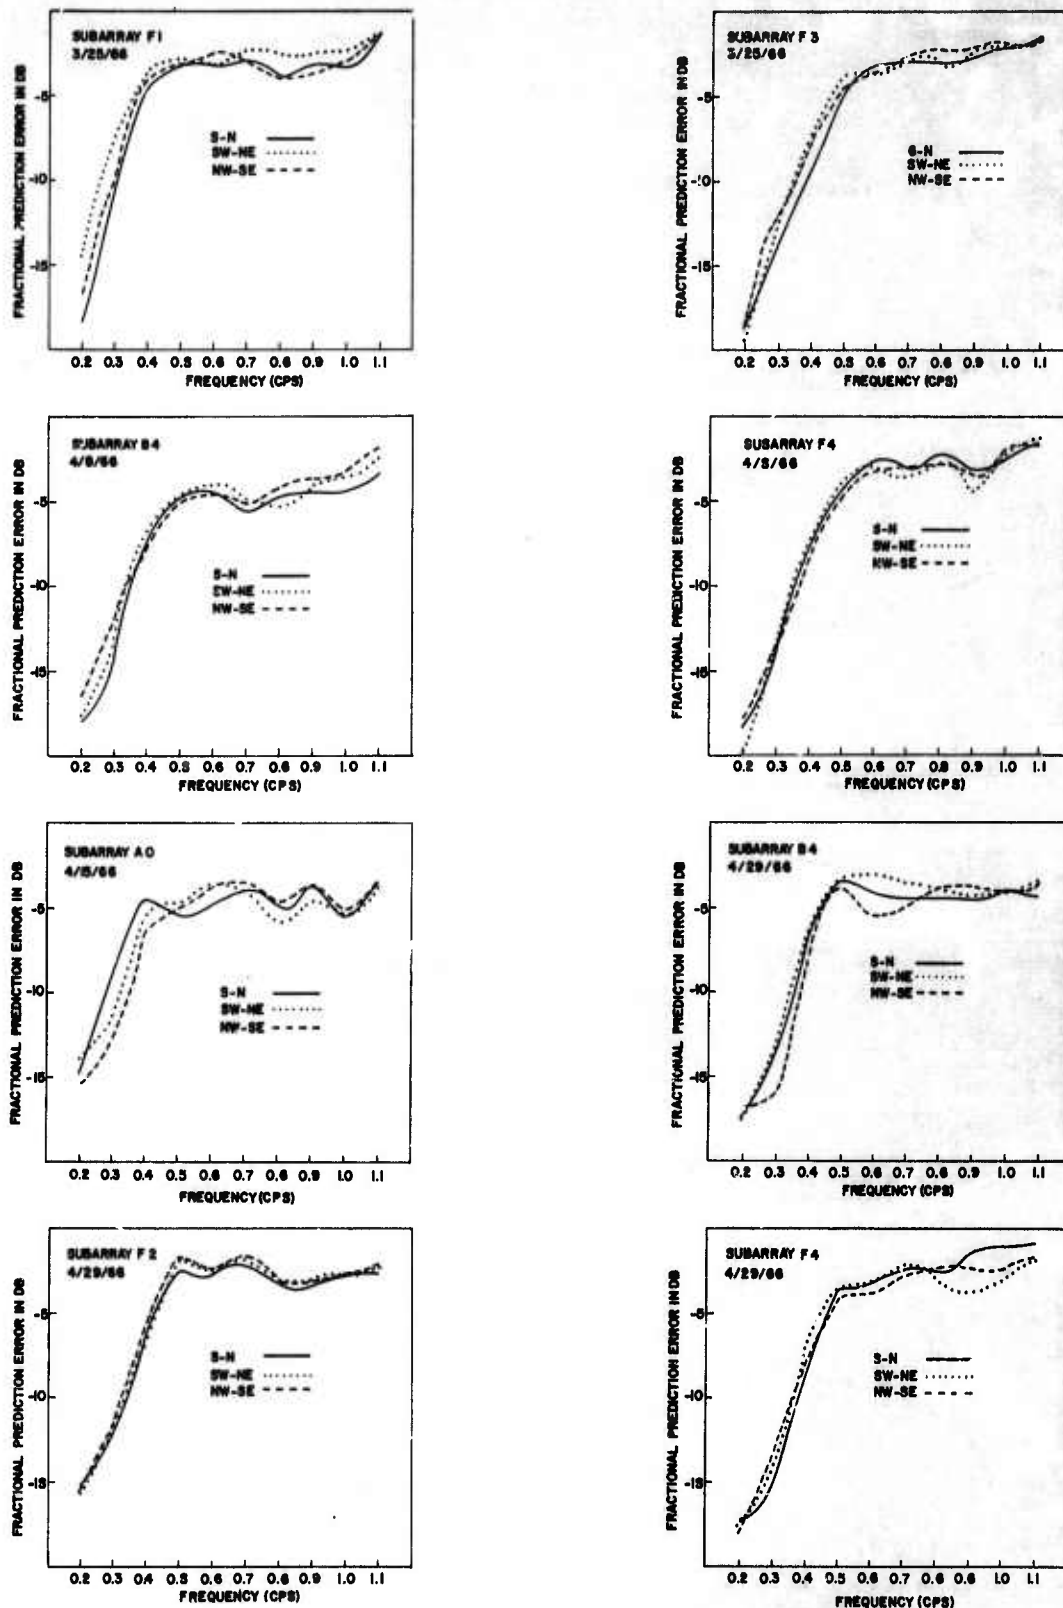 SUBARRAY F1
3/25/66
FRACTIONAL PREDICTION ERROR IN DB
-5
-10
-15
S-N
SW-NE
NW-SE
0.2 0.3 0.4 0.5 0.6 0.7 0.8 0.9 1.0 1.1
FREQUENCY (CPS)
SUBARRAY F3
3/25/66
FRACTIONAL PREDICTION ERROR IN DB
-5
-10
-15
S-N
SW-NE
NW-SE
0.2 0.3 0.4 0.5 0.6 0.7 0.8 0.9 1.0 1.1
FREQUENCY (CPS)
SUBARRAY B4
FRACTIONAL PREDICTION ERROR IN DB
-5
-10
-15
S-N
SW-NE
NW-SE
0.2 0.3 0.4 0.5 0.6 0.7 0.8 0.9 1.0 1.1
FREQUENCY (CPS)
SUBARRAY F4
FRACTIONAL PREDICTION ERROR IN DB
-5
-10
-15
S-N
SW-NE
NW-SE
0.2 0.3 0.4 0.5 0.6 0.7 0.8 0.9 1.0 1.1
FREQUENCY (CPS)
SUBARRAY A0
4/15/66
FRACTIONAL PREDICTION ERROR IN DB
-5
-10
-15
S-N
SW-NE
NW-SE
0.2 0.3 0.4 0.5 0.6 0.7 0.8 0.9 1.0 1.1
FREQUENCY (CPS)
SUBARRAY B4
4/29/66
FRACTIONAL PREDICTION ERROR IN DB
-5
-10
-15
S-N
SW-NE
NW-SE
0.2 0.3 0.4 0.5 0.6 0.7 0.8 0.9 1.0 1.1
FREQUENCY (CPS)
SUBARRAY F2
4/29/66
FRACTIONAL PREDICTION ERROR IN DB
-5
-10
-15
S-N
SW-NE
NW-SE
0.2 0.3 0.4 0.5 0.6 0.7 0.8 0.9 1.0 1.1
FREQUENCY (CPS)
SUBARRAY F4
4/29/66
FRACTIONAL PREDICTION ERROR IN DB
-5
-10
-15
S-N
SW-NE
NW-SE
0.2 0.3 0.4 0.5 0.6 0.7 0.8 0.9 1.0 1.1
FREQUENCY (CPS)